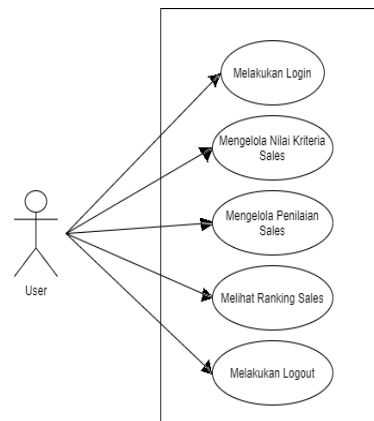 Melakukan Login
Mengelola Nilai Kriteria
Sales
Mengelola Penilaian
Sales
User
Melihat Ranking Sales
Melakukan Logout